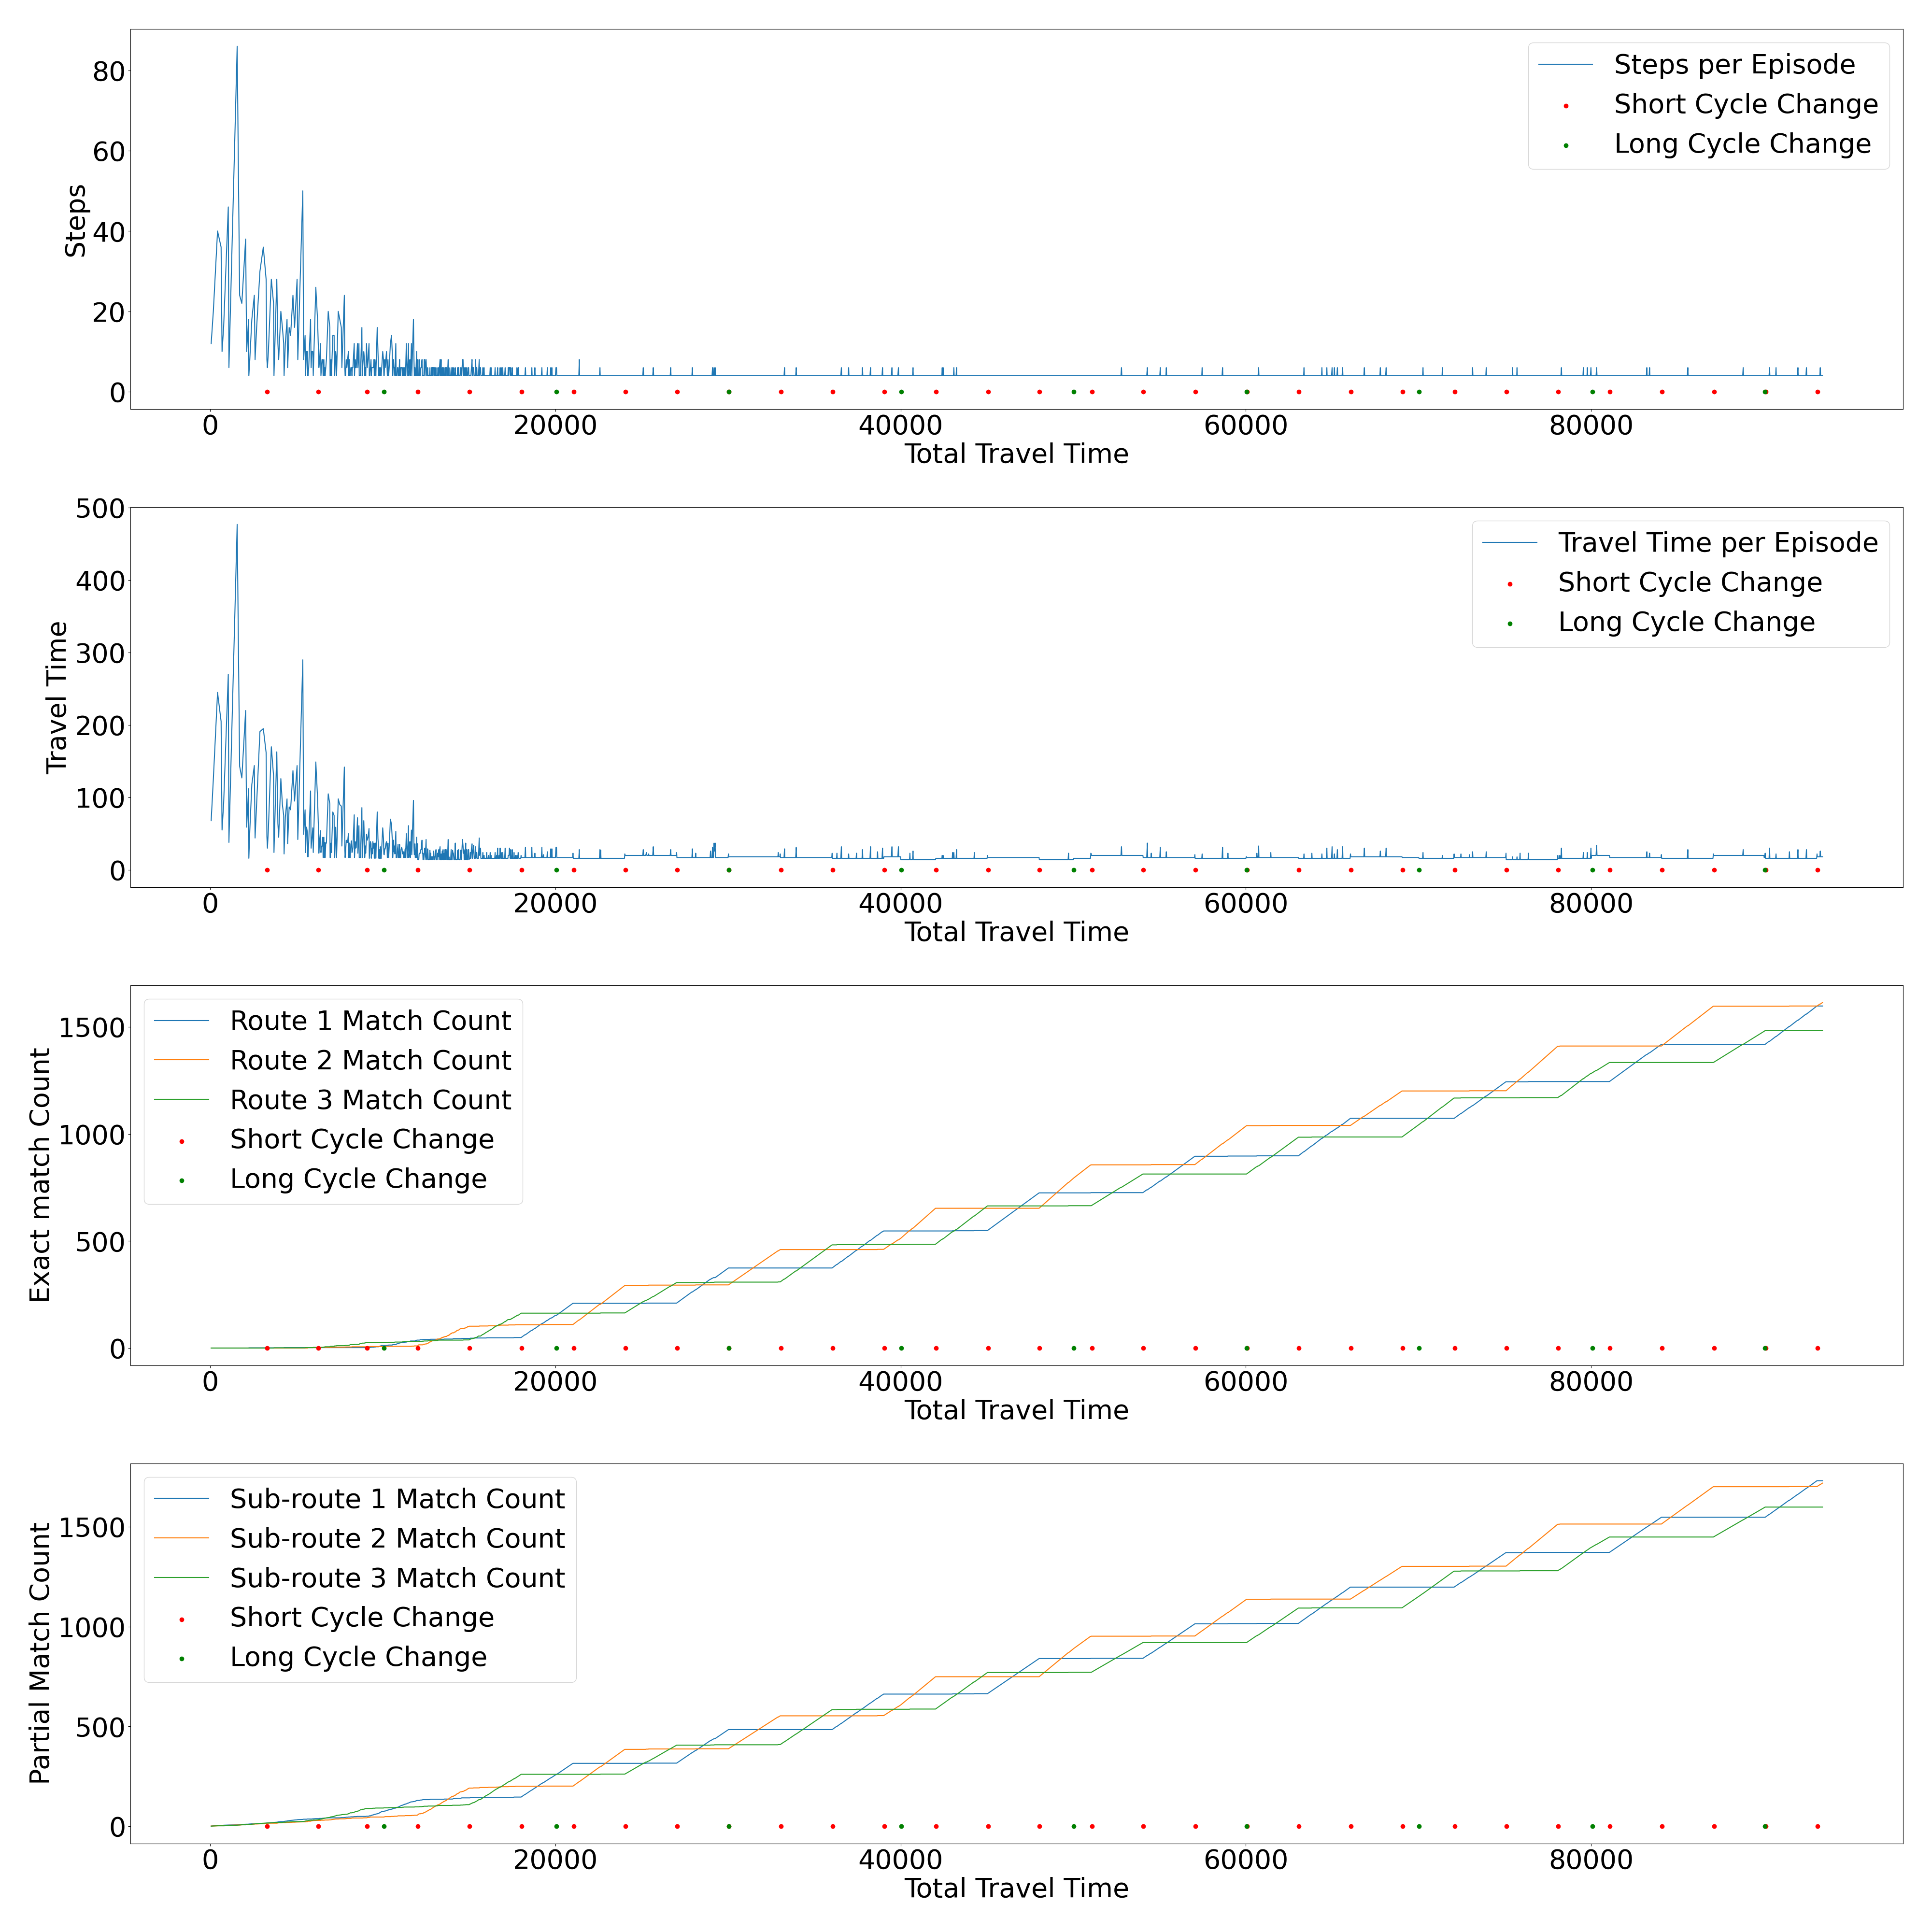 Steps per Episode
Short Cycle Change
Long Cycle Change
80
60
40
20
0
Steps
0 20000 40000 60000 80000
Total Travel Time
Travel Time per Episode
Short Cycle Change
Long Cycle Change
500
400
300
200
100
0
Travel Time
0 20000 40000 60000 80000
Total Travel Time
Route 1 Match Count
Route 2 Match Count
Route 3 Match Count
Short Cycle Change
Long Cycle Change
1500
1000
500
0
Exact match Count
0 20000 40000 60000 80000
Total Travel Time
Sub-route 1 Match Count
Sub-route 2 Match Count
Sub-route 3 Match Count
Short Cycle Change
Long Cycle Change
1500
1000
500
0
Partial Match Count
0 20000 40000 60000 80000
Total Travel Time